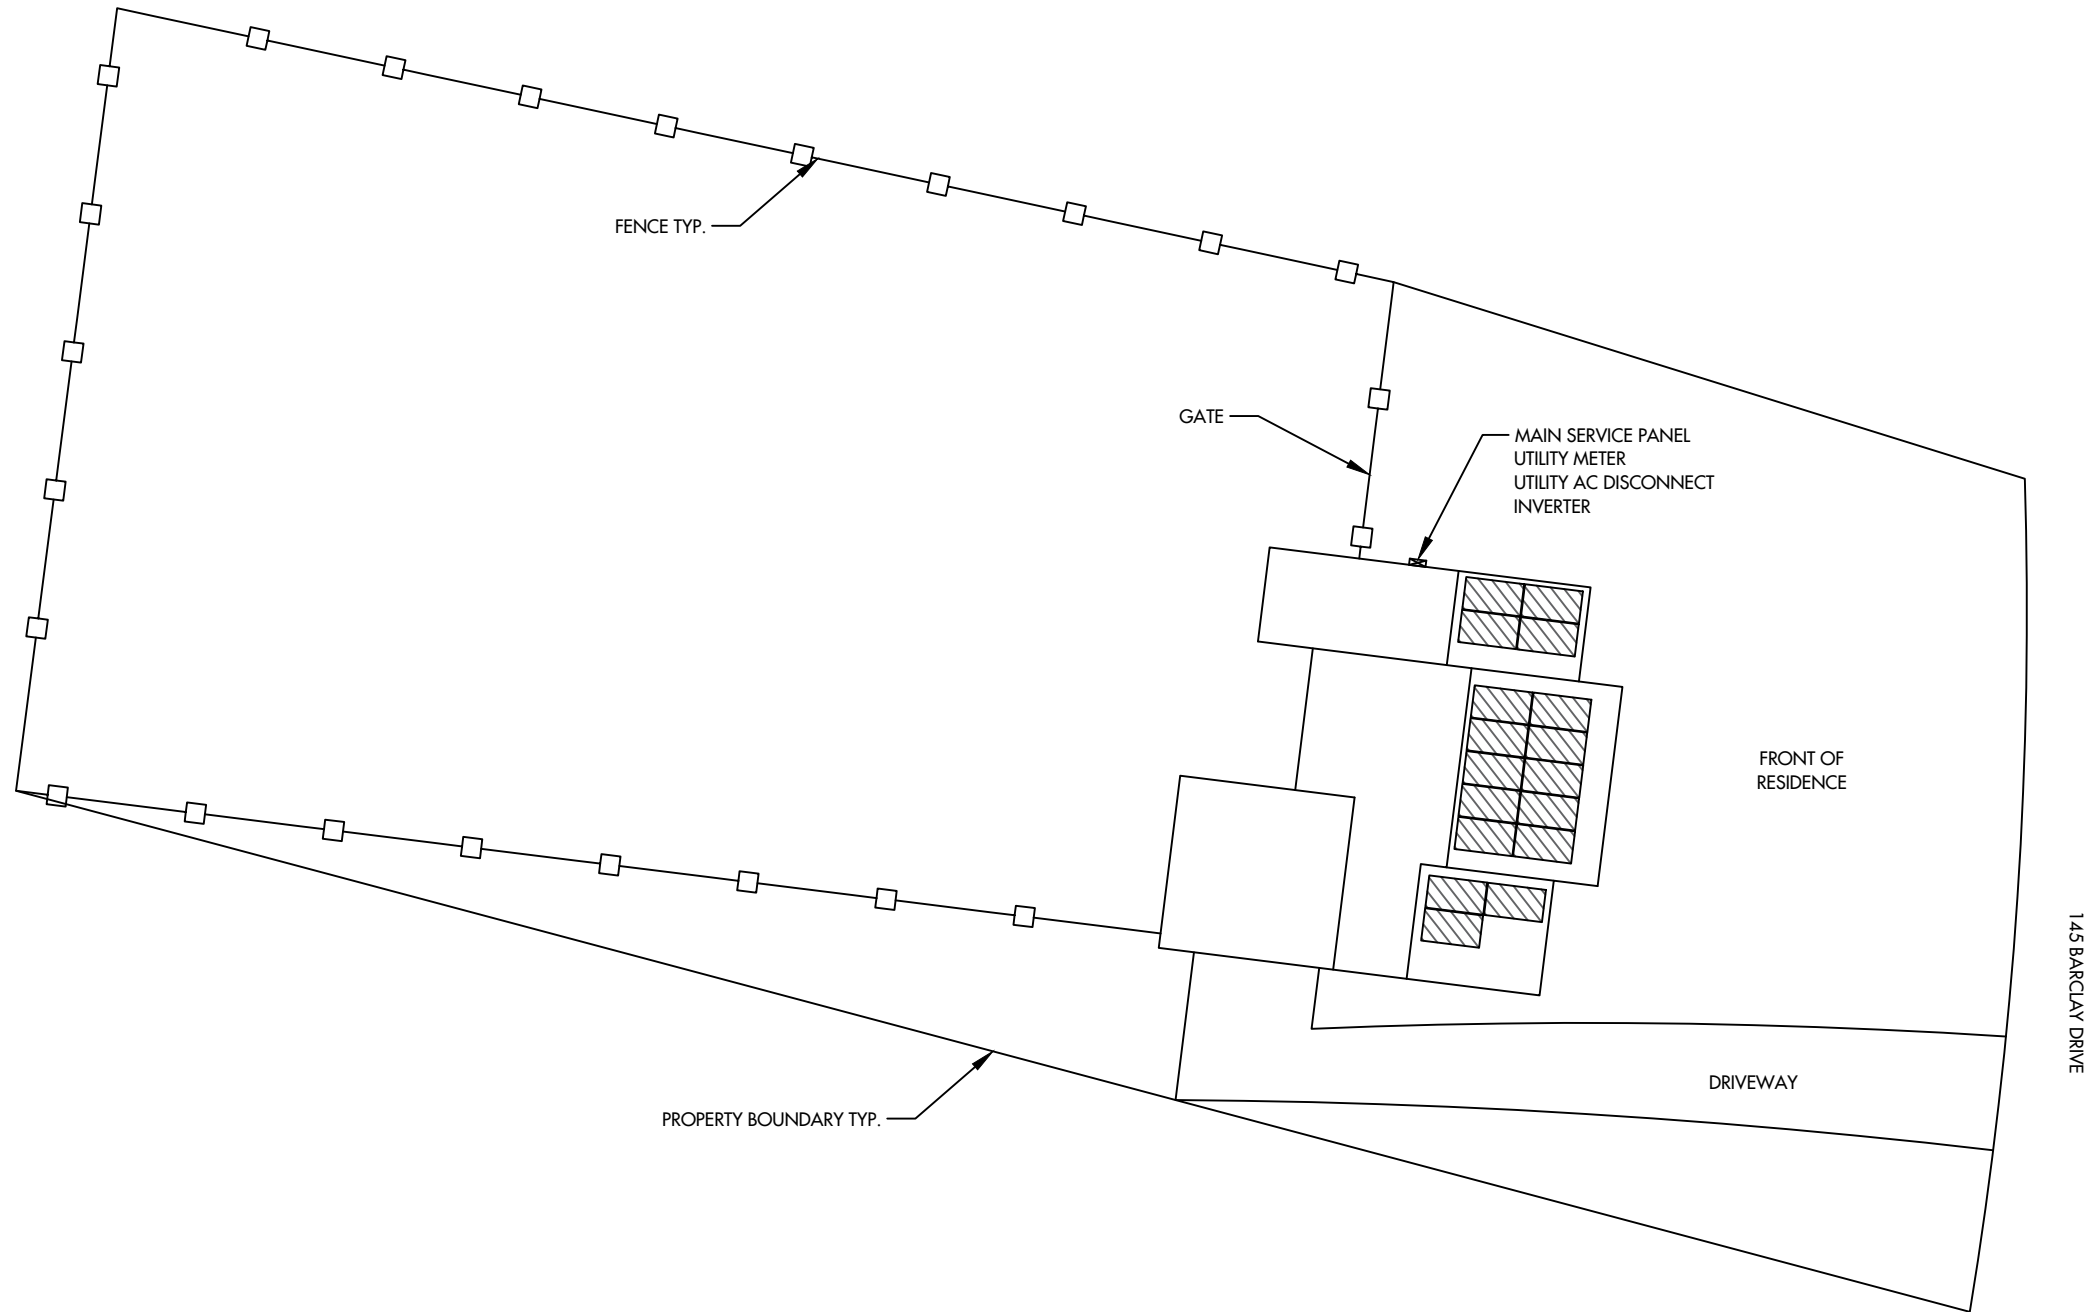 FENCE TYP.
GATE
MAIN SERVICE PANEL
UTILITY METER
UTILITY AC DISCONNECT
INVERTER
FRONT OF
RESIDENCE
145 BARCLAY DRIVE
DRIVEWAY
PROPERTY BOUNDARY TYP.